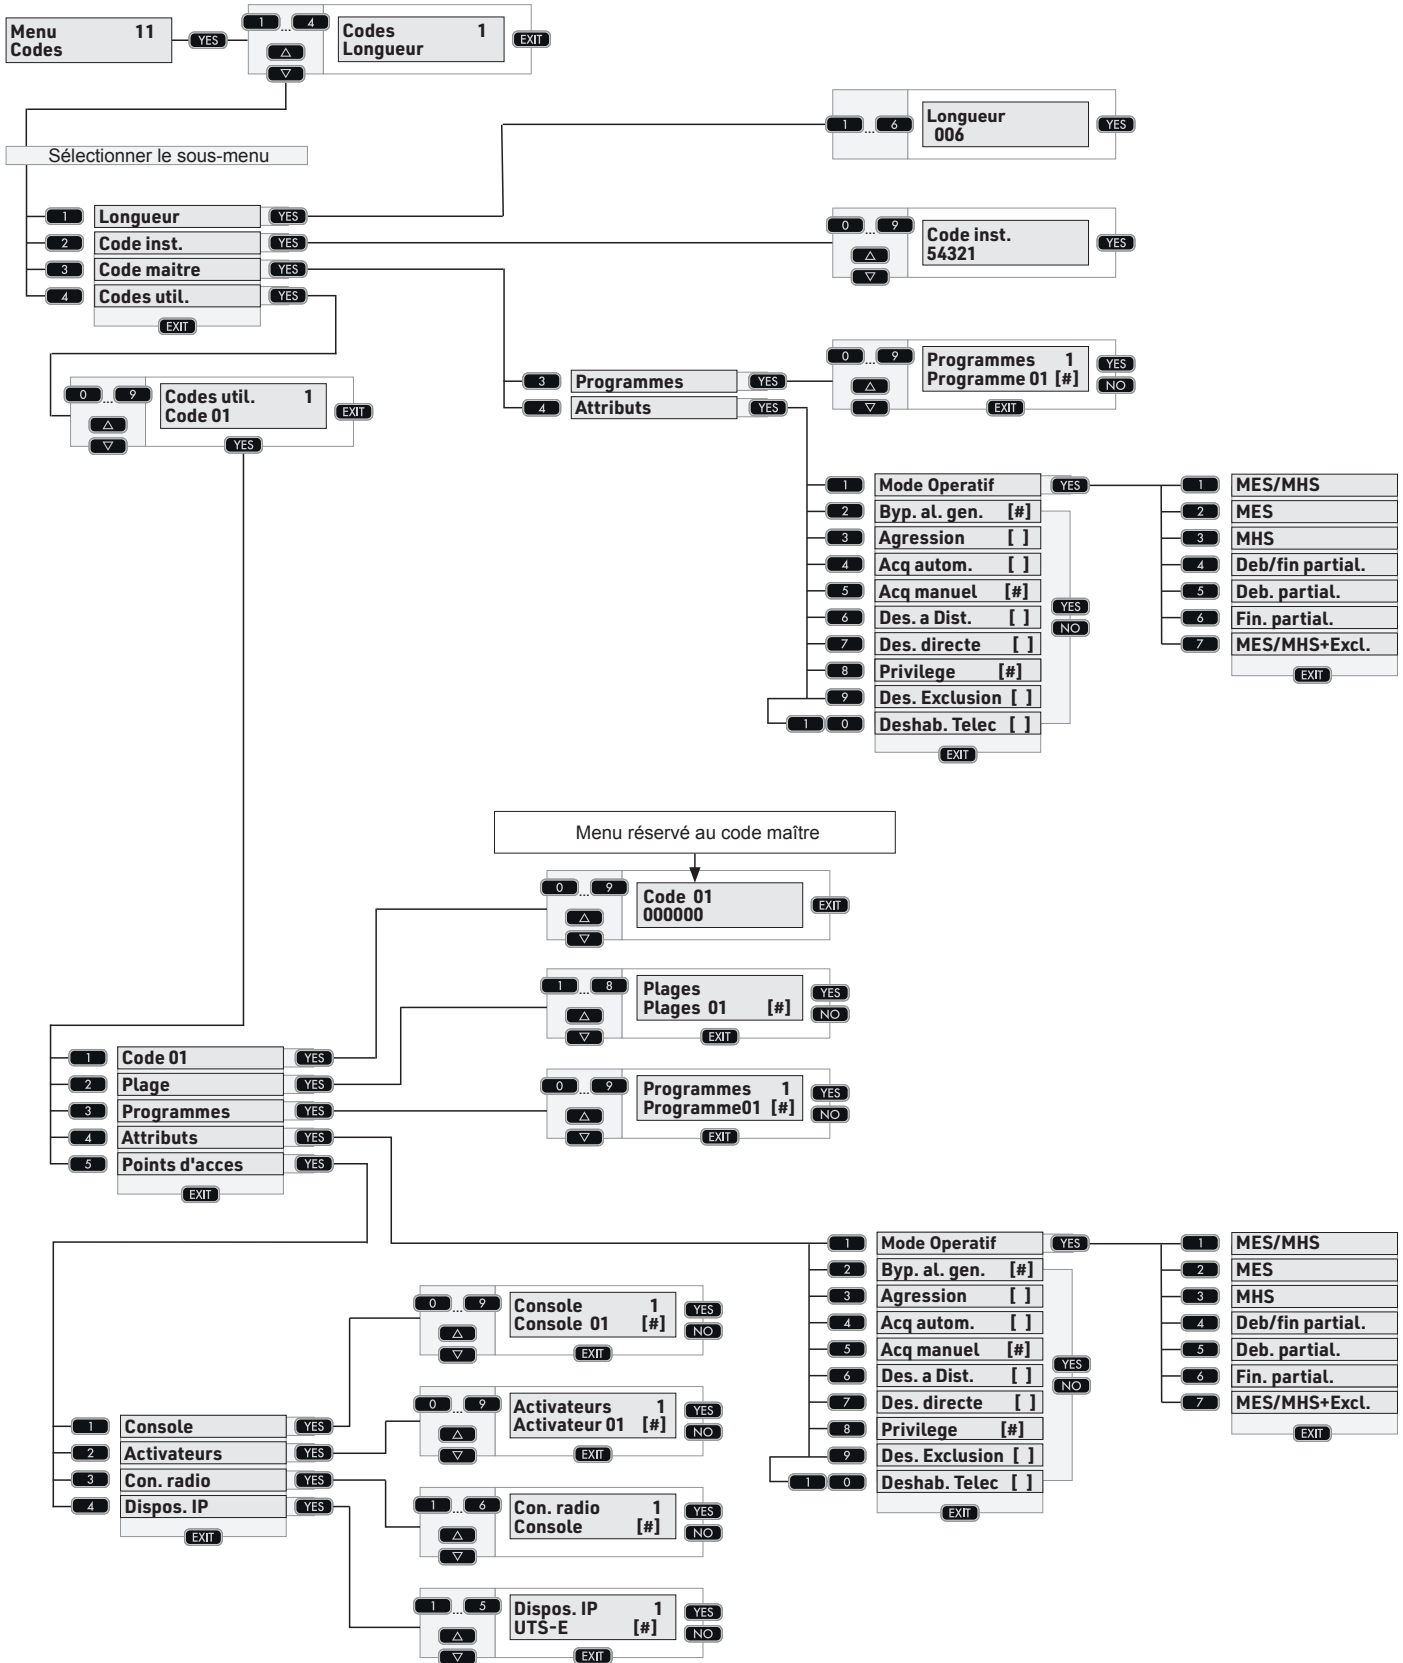 Menu 11
Codes
YES
1 ... 4
Codes 1
Longueur
EXIT
Sélectionner le sous-menu
1 Longueur YES
2 Code inst. YES
3 Code maitre YES
4 Codes util. YES
EXIT
1 ... 6
Longueur
006
YES
0 ... 9
Code inst.
54321
YES
0 ... 9
Codes util. 1
Code 01
EXIT
YES
3 Programmes YES
4 Attributs YES
0 ... 9
Programmes 1
Programme 01 [#]
YES
NO
EXIT
1 Mode Operatif YES
2 Byp. al. gen. [#]
3 Agression [ ]
4 Acq autom. [ ]
5 Acq manuel [#]
6 Des. a Dist. [ ]
7 Des. directe [ ]
8 Privilege [#]
9 Des. Exclusion [ ]
1 0 Deshab. Telec [ ]
YES
NO
EXIT
1 MES/MHS
2 MES
3 MHS
4 Deb/fin partial.
5 Deb. partial.
6 Fin. partial.
7 MES/MHS+Excl.
EXIT
Menu réservé au code maître
0 ... 9
Code 01
000000
EXIT
1 ... 8
Plages
Plages 01 [#]
YES
NO
EXIT
0 ... 9
Programmes 1
Programme01 [#]
YES
NO
EXIT
1 Code 01 YES
2 Plage YES
3 Programmes YES
4 Attributs YES
5 Points d'acces YES
EXIT
1 Mode Operatif YES
2 Byp. al. gen. [#]
3 Agression [ ]
4 Acq autom. [ ]
5 Acq manuel [#]
6 Des. a Dist. [ ]
7 Des. directe [ ]
8 Privilege [#]
9 Des. Exclusion [ ]
1 0 Deshab. Telec [ ]
YES
NO
EXIT
1 MES/MHS
2 MES
3 MHS
4 Deb/fin partial.
5 Deb. partial.
6 Fin. partial.
7 MES/MHS+Excl.
EXIT
1 Console YES
2 Activateurs YES
3 Con. radio YES
4 Dispos. IP YES
EXIT
0 ... 9
Console 1
Console 01 [#]
YES
NO
EXIT
0 ... 9
Activateurs 1
Activateur 01 [#]
YES
NO
EXIT
1 ... 6
Con. radio 1
Console [#]
YES
NO
1 ... 5
Dispos. IP 1
UTS-E [#]
YES
NO
EXIT